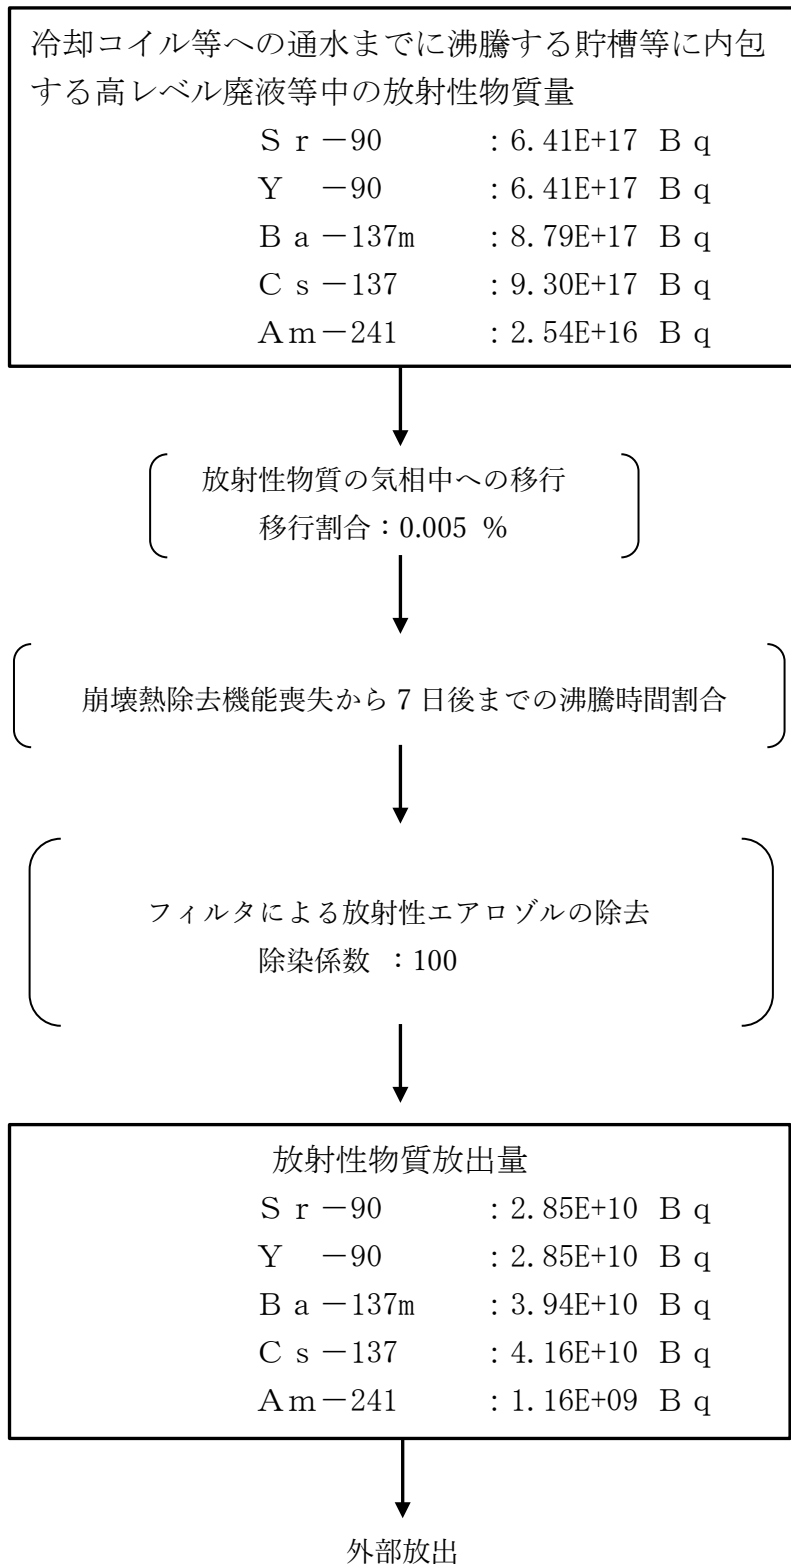 冷却コイル等への通水までに沸騰する貯槽等に内包
する高レベル廃液等中の放射性物質量
Ｓｒ－90 : 6.41E+17 Ｂｑ
Ｙ －90 : 6.41E+17 Ｂｑ
Ｂａ－137m : 8.79E+17 Ｂｑ
Ｃｓ－137 : 9.30E+17 Ｂｑ
Ａｍ－241 : 2.54E+16 Ｂｑ
放射性物質の気相中への移行
移行割合：0.005 %
崩壊熱除去機能喪失から 7 日後までの沸騰時間割合
フィルタによる放射性エアロゾルの除去
除染係数 ：100
放射性物質放出量
Ｓｒ－90 : 2.85E+10 Ｂｑ
Ｙ －90 : 2.85E+10 Ｂｑ
Ｂａ－137m : 3.94E+10 Ｂｑ
Ｃｓ－137 : 4.16E+10 Ｂｑ
Ａｍ－241 : 1.16E+09 Ｂｑ
外部放出